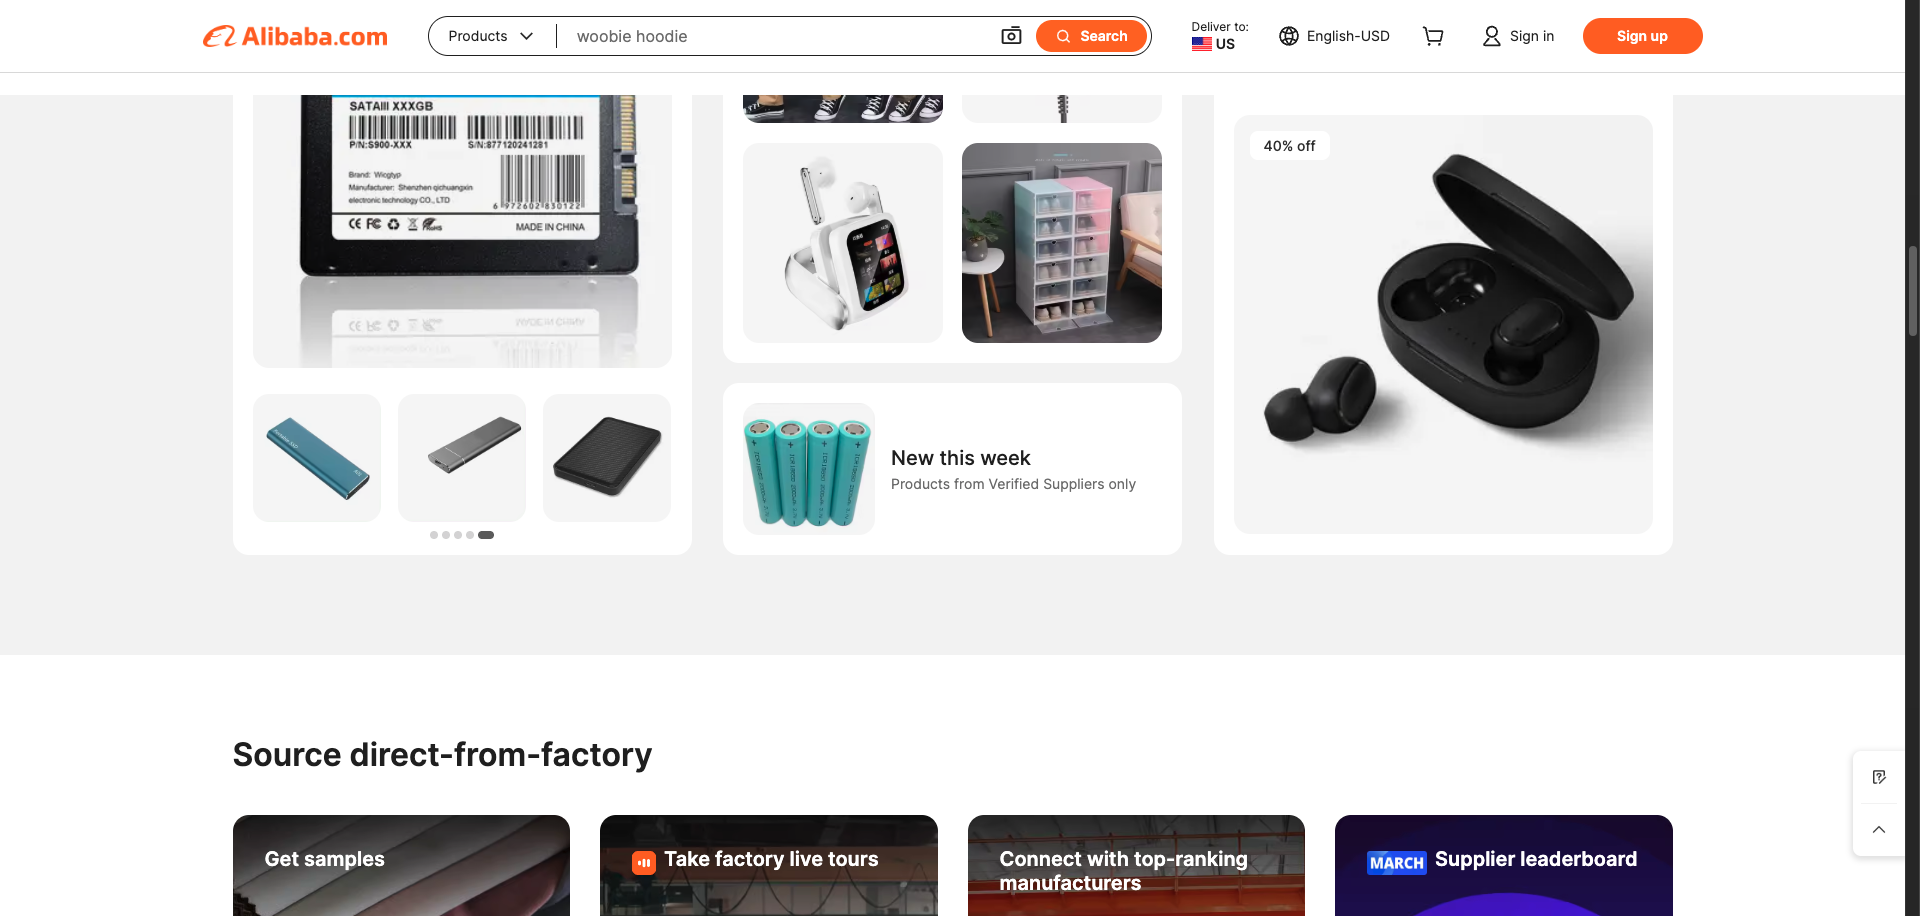 Alibaba.com
Products
woobie hoodie
Search
Deliver to:
US
English-USD
Sign in
Sign up
SATAIII XXXGB
P/N:S900-XXX
S/N:877120241281
Brand: Wicgtyp
Manufacturer: Shenzhen qichuangxin
electronic technology CO., LTD
6 972602 830122
MADE IN CHINA
40% off
New this week
Products from Verified Suppliers only
Source direct-from-factory
Get samples
Take factory live tours
Connect with top-ranking
manufacturers
MARCH
Supplier leaderboard